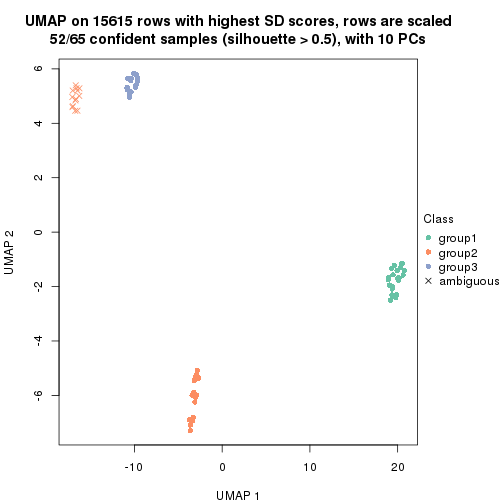 UMAP on 15615 rows with highest SD scores, rows are scaled
52/65 confident samples (silhouette > 0.5), with 10 PCs
6
4
2
0
-2
-4
-6
UMAP 2
-10
0
10
20
UMAP 1
Class
group1
group2
group3
ambiguous